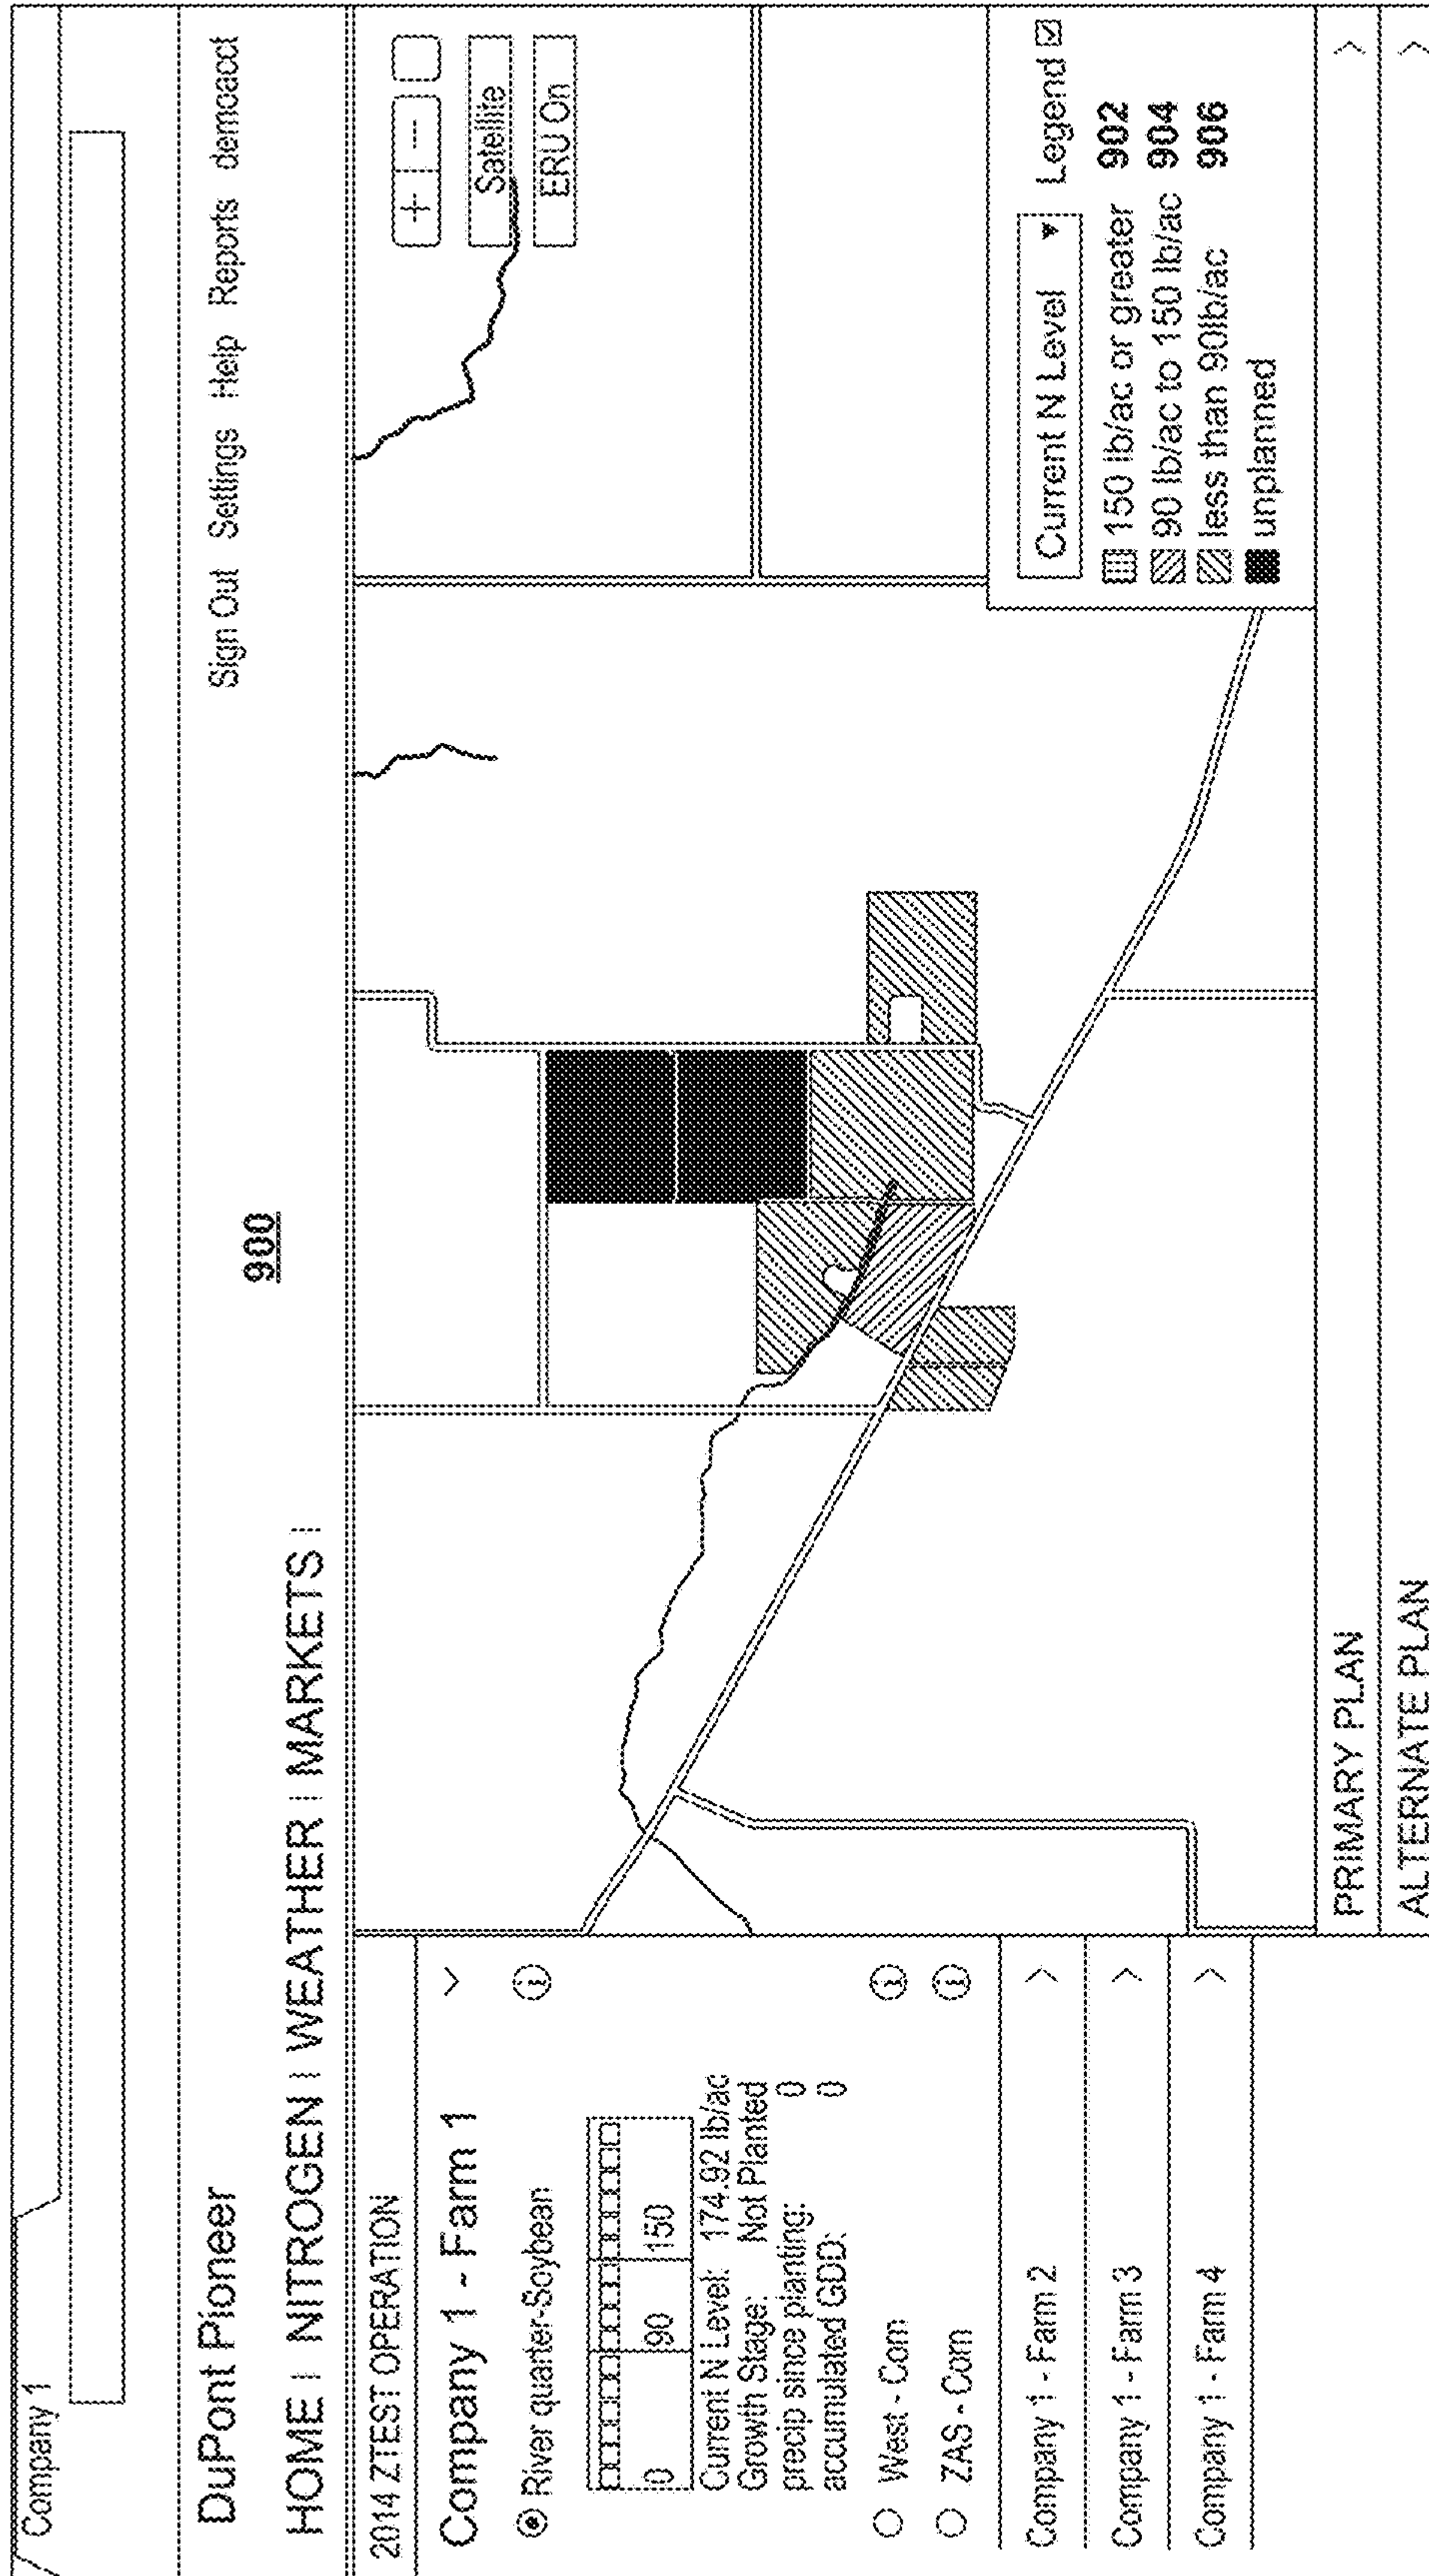 Company 1
DuPont Pioneer
Sign Out Settings Help Reports demoacct
900
HOME | NITROGEN | WEATHER | MARKETS |
2014 ZTEST OPERATION
Company 1 - Farm 1
River quarter-Soybean
0 90 150
Current N Level: 174.92 lb/ac
Growth Stage: Not Planted
precip since planting: 0
accumulated GDD: 0
West - Corn
ZAS - Corn
Company 1 - Farm 2
Company 1 - Farm 3
Company 1 - Farm 4
+ −
Satellite
ERU On
Current N Level ▼ Legend
150 lb/ac or greater 902
90 lb/ac to 150 lb/ac 904
less than 90lb/ac 906
unplanned
PRIMARY PLAN
ALTERNATE PLAN